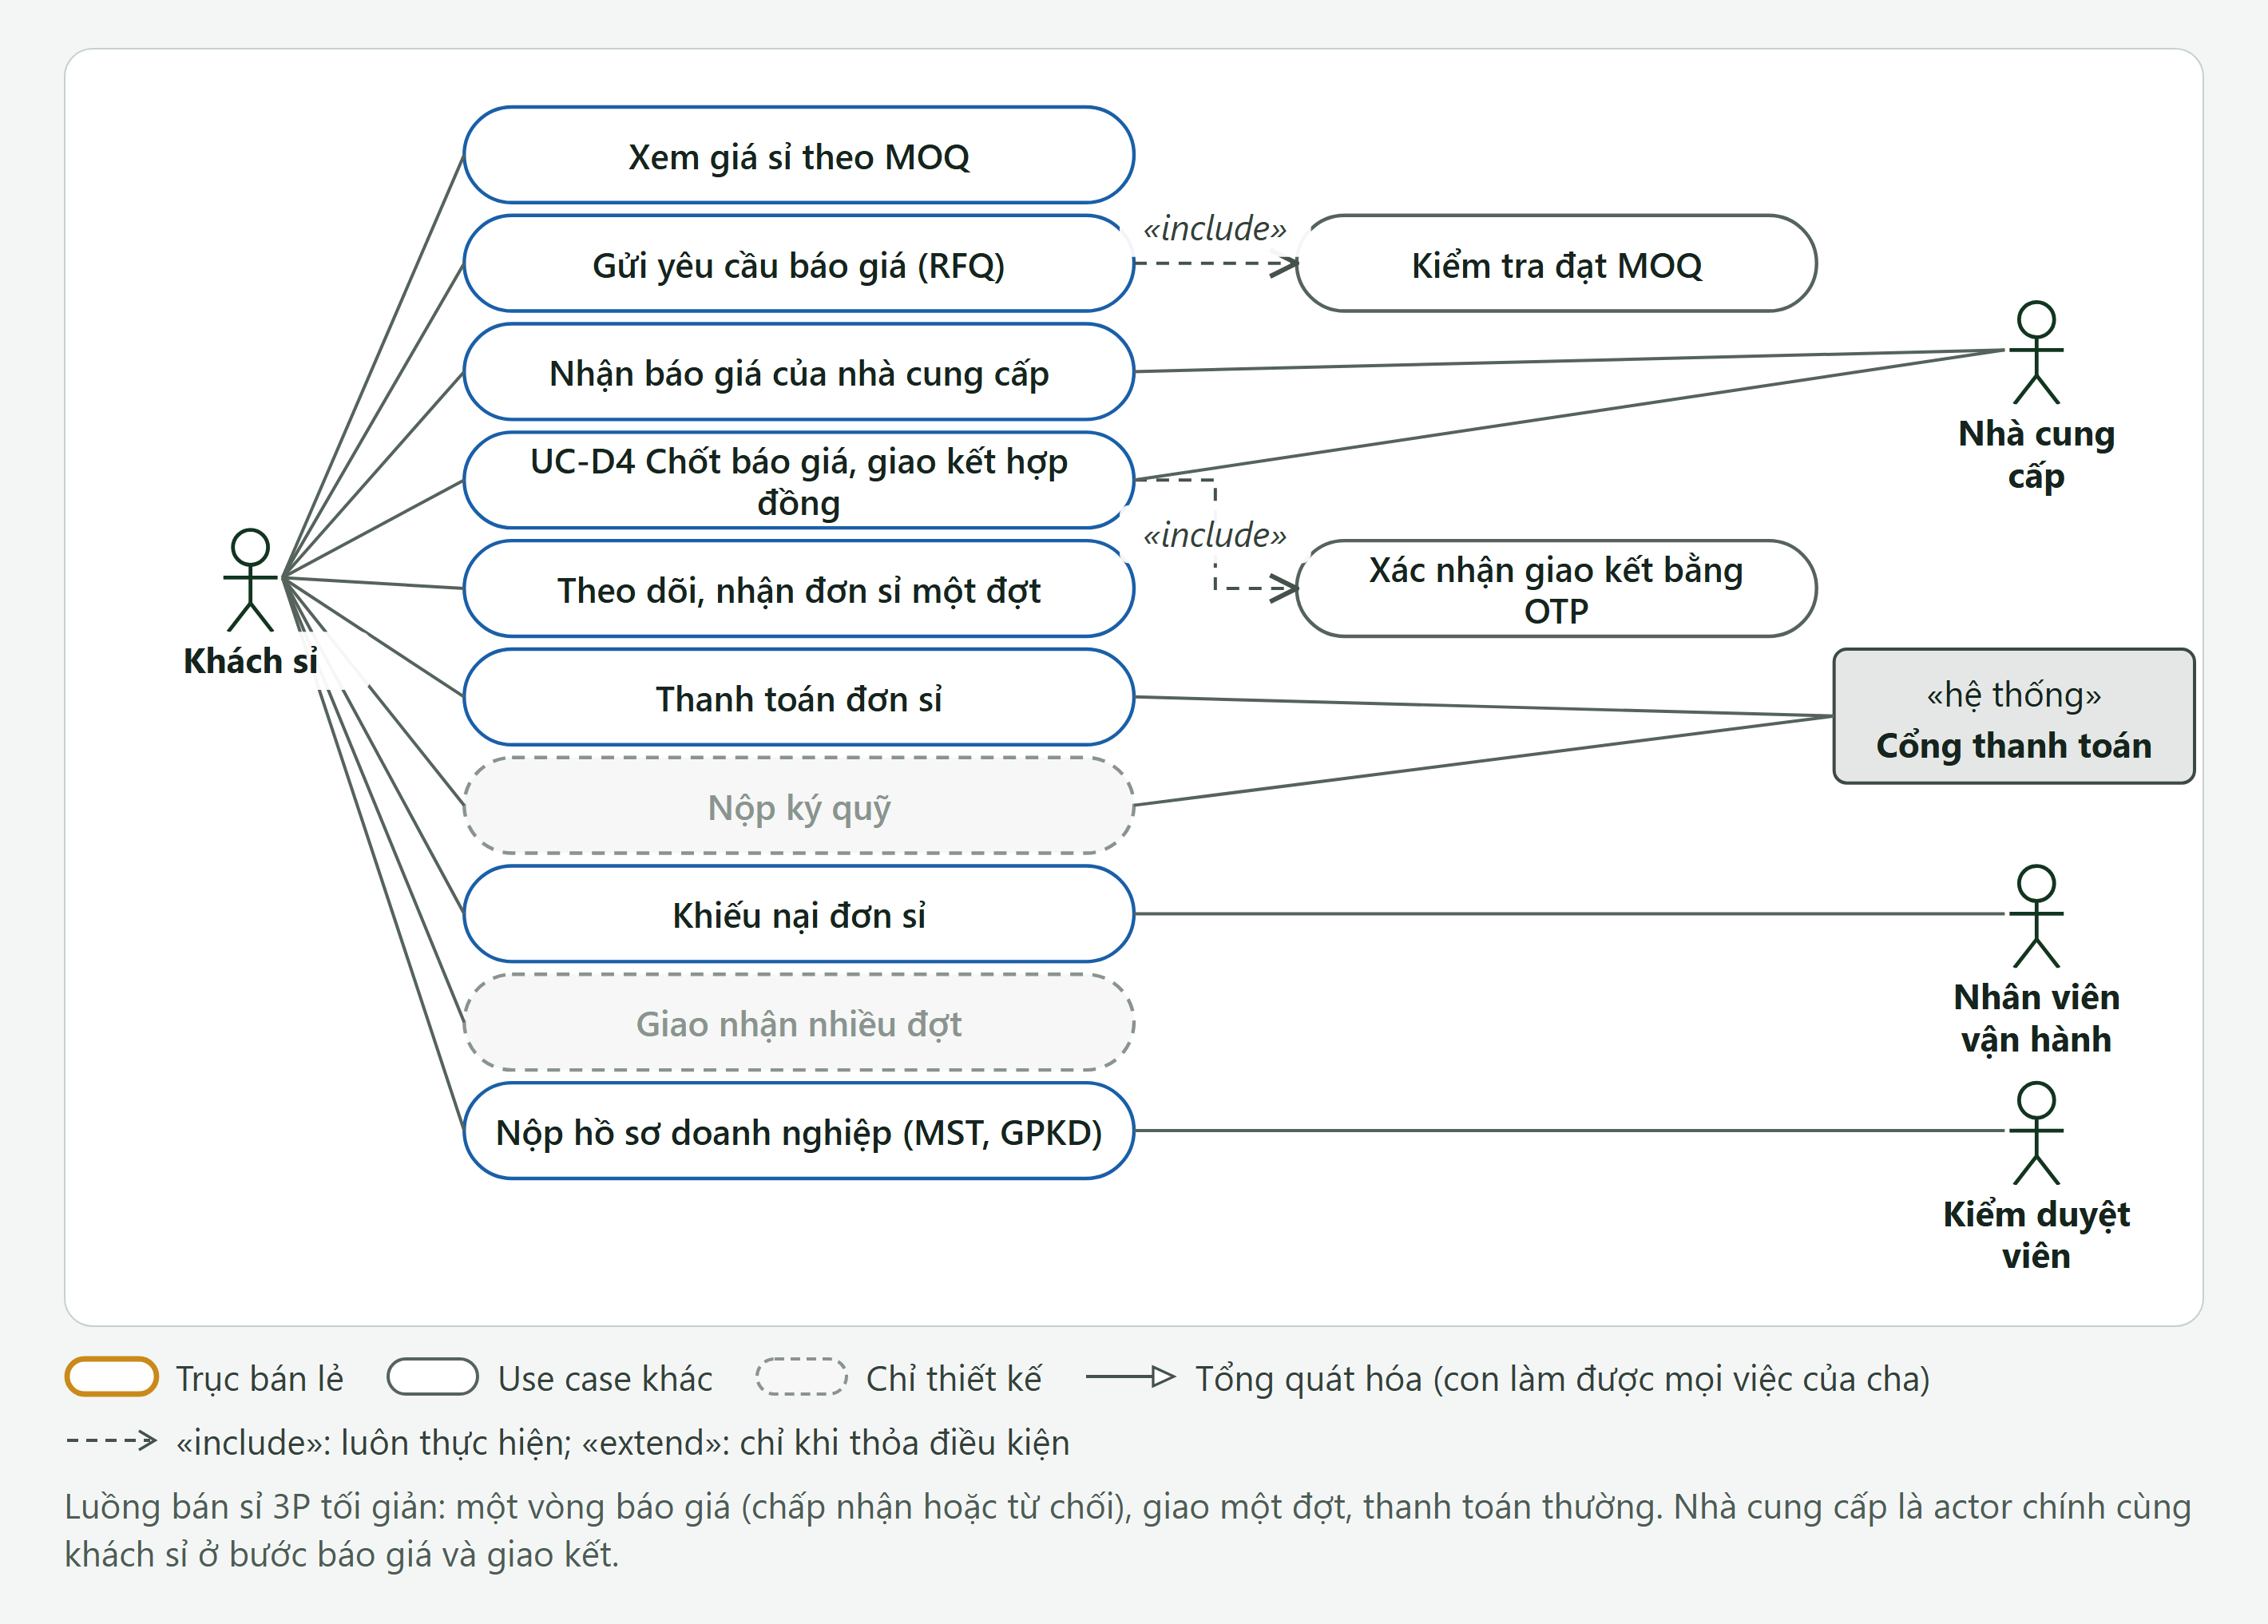 Xem giá sỉ theo MOQ
«include»
Gửi yêu cầu báo giá (RFQ)
Kiểm tra đạt MOQ
Nhận báo giá của nhà cung cấp
Nhà cung
cấp
UC-D4 Chốt báo giá, giao kết hợp
đồng
«include»
Theo dõi, nhận đơn sỉ một đợt
Xác nhận giao kết bằng
OTP
Khách sỉ
Thanh toán đơn sỉ
«hệ thống»
Cổng thanh toán
Nộp ký quỹ
Khiếu nại đơn sỉ
Nhân viên
vận hành
Giao nhận nhiều đợt
Nộp hồ sơ doanh nghiệp (MST, GPKD)
Kiểm duyệt
viên
Trục bán lẻ
Use case khác
Chỉ thiết kế
Tổng quát hóa (con làm được mọi việc của cha)
«include»: luôn thực hiện; «extend»: chỉ khi thỏa điều kiện
Luồng bán sỉ 3P tối giản: một vòng báo giá (chấp nhận hoặc từ chối), giao một đợt, thanh toán thường. Nhà cung cấp là actor chính cùng
khách sỉ ở bước báo giá và giao kết.